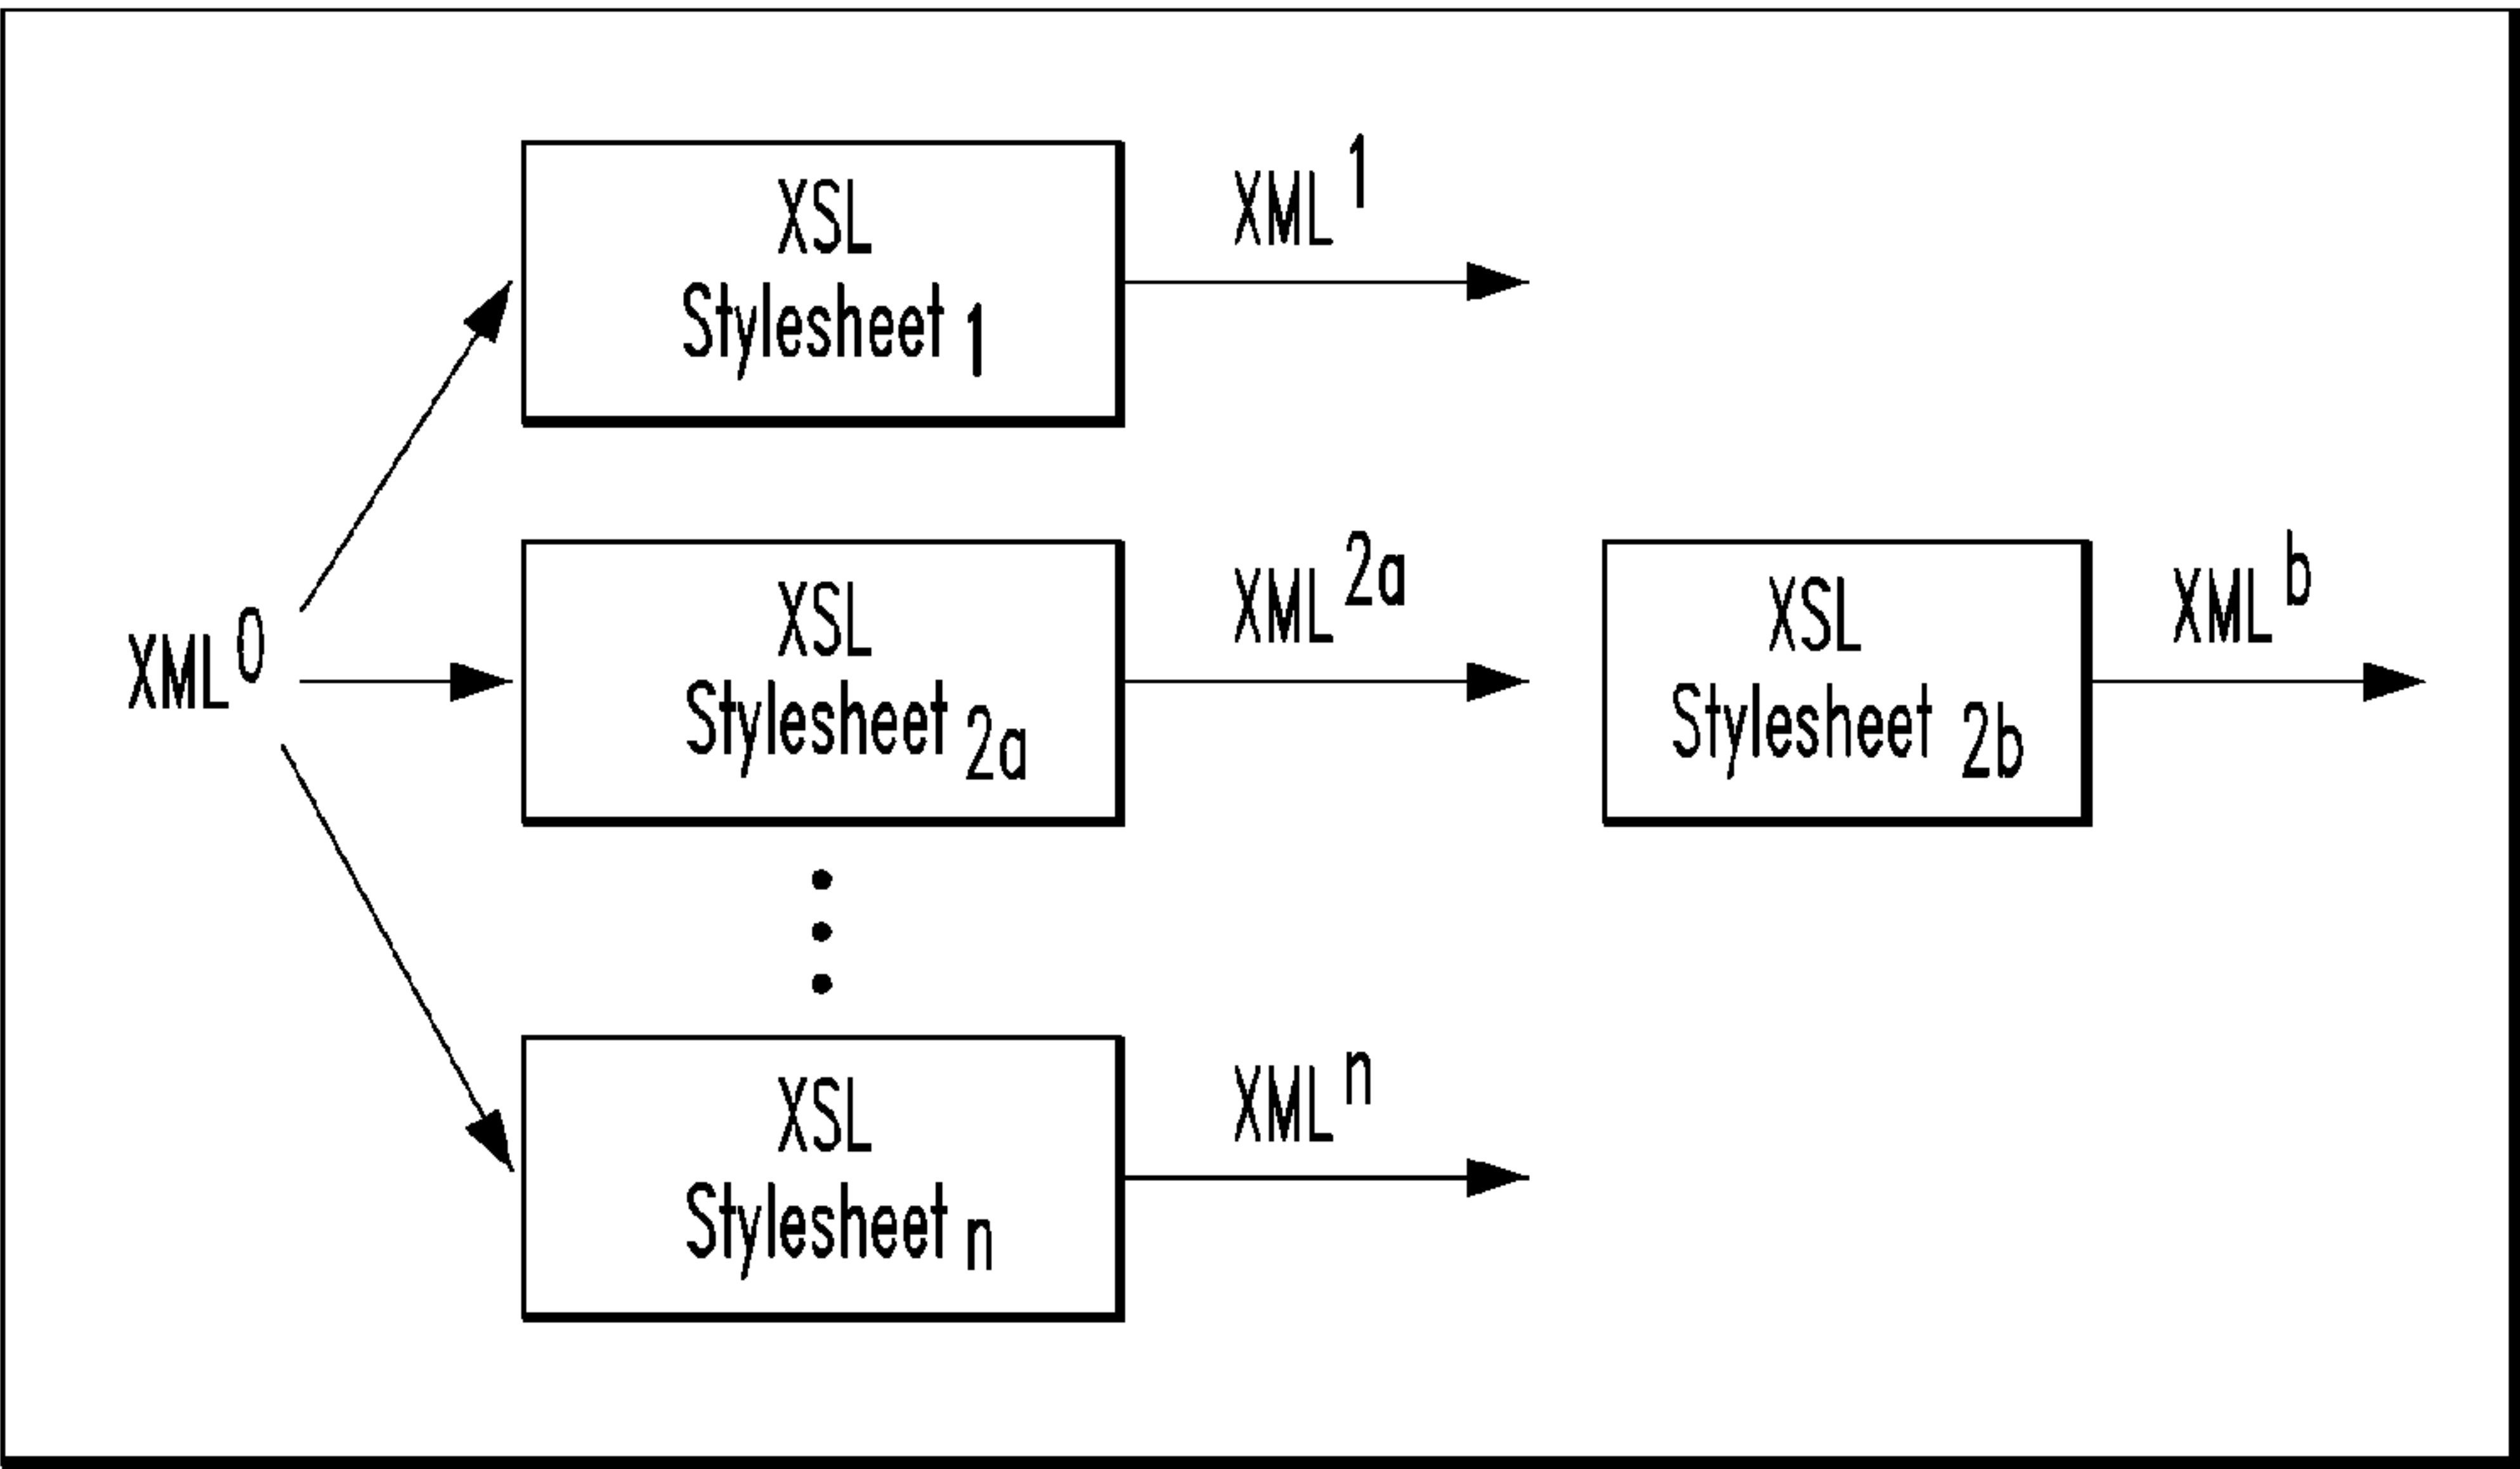 XSL
Stylesheet 1
XML 1
XML 0
XSL
Stylesheet 2a
XML 2a
XSL
Stylesheet 2b
XML b
XSL
Stylesheet n
XML n